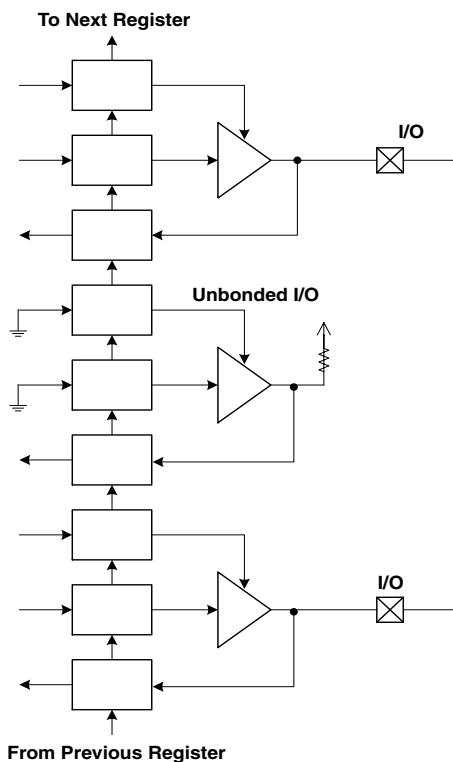 To Next Register
I/O
Unbonded I/O
I/O
From Previous Register